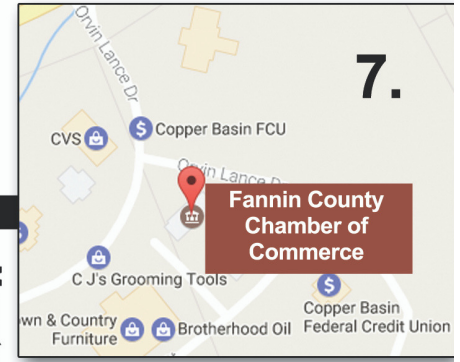 Orvin Lance Dr
7.
CVS
Copper Basin FCU
Orvin Lance
Fannin County
Chamber of
Commerce
C J's Grooming Tools
Copper Basin
Federal Credit Union
wn & Country
Furniture
Brotherhood Oil
: